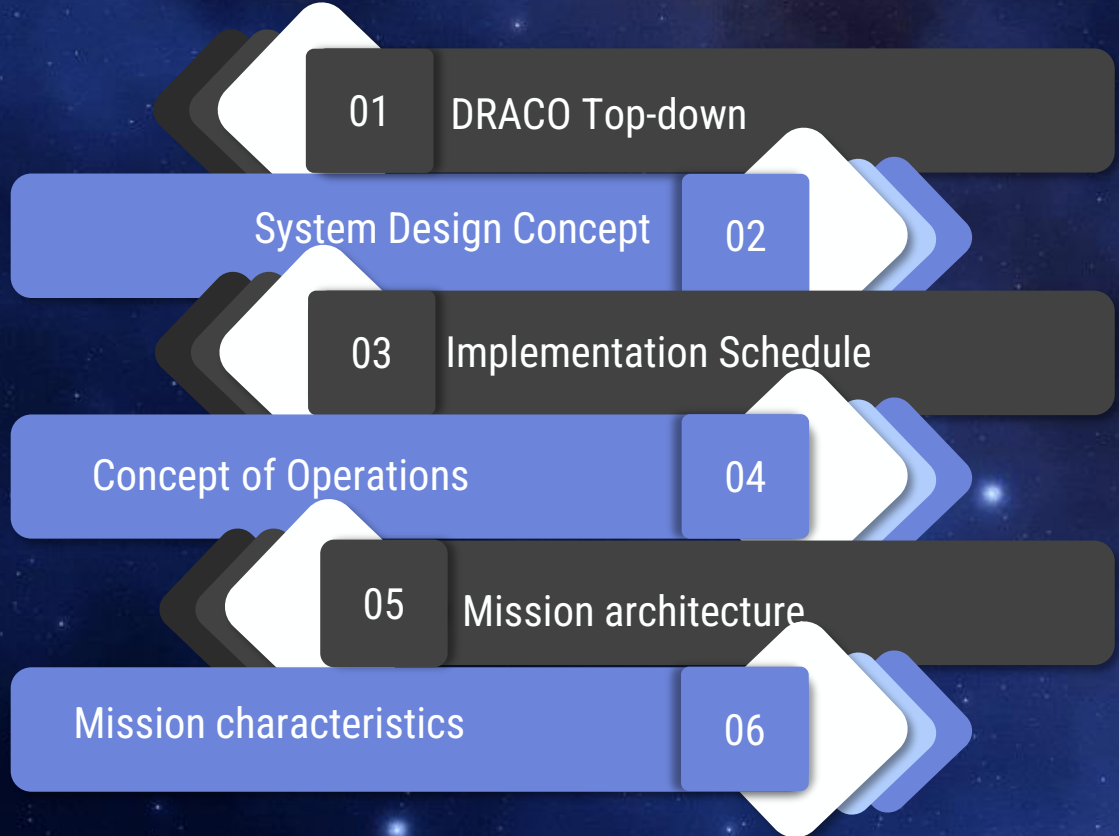 01 DRACO Top-down
System Design Concept 02
03 Implementation Schedule
Concept of Operations 04
05 Mission architecture
Mission characteristics 06